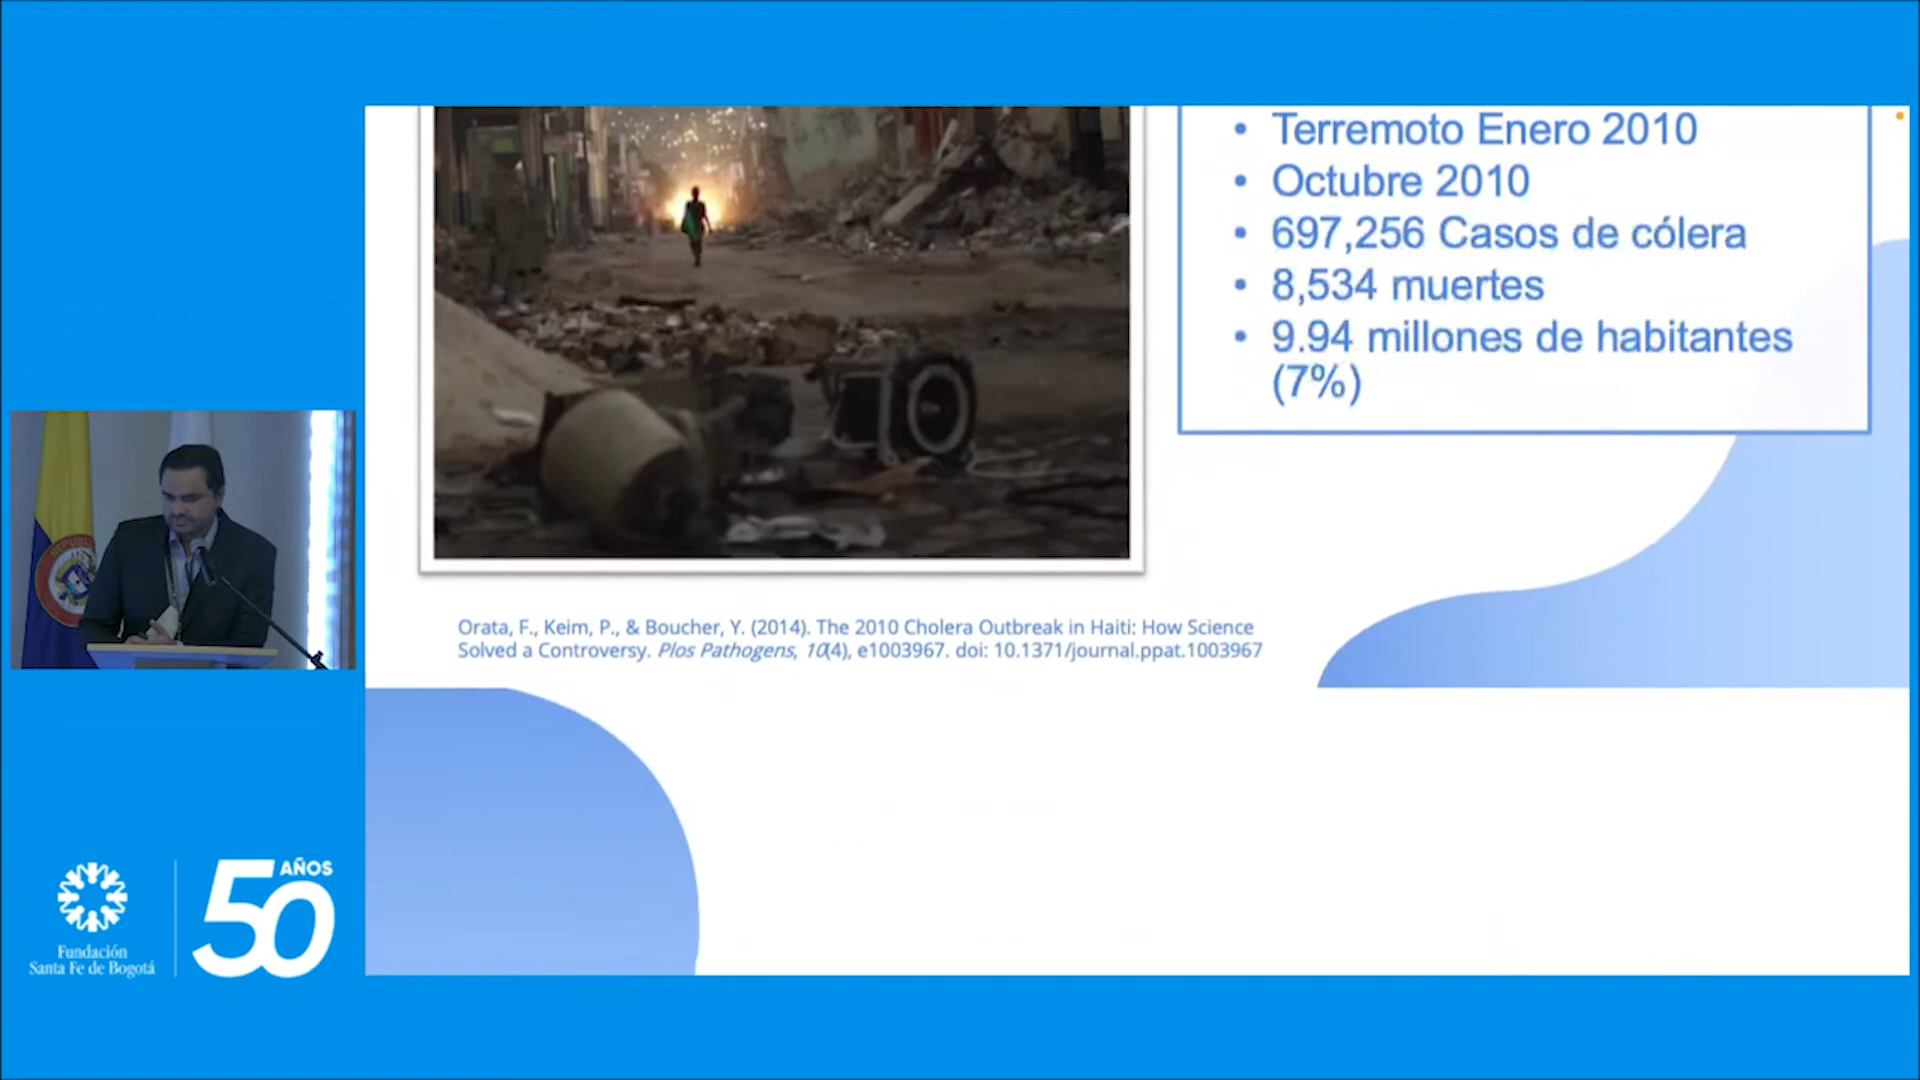 • Terremoto Enero 2010
• Octubre 2010
• 697,256 Casos de cólera
• 8,534 muertes
• 9.94 millones de habitantes
(7%)
Orata, F., Keim, P., & Boucher, Y. (2014). The 2010 Cholera Outbreak in Haiti: How Science
Solved a Controversy. Plos Pathogens, 10(4), e1003967. doi: 10.1371/journal.ppat.1003967
Fundación
Santa Fe de Bogotá
50 AÑOS